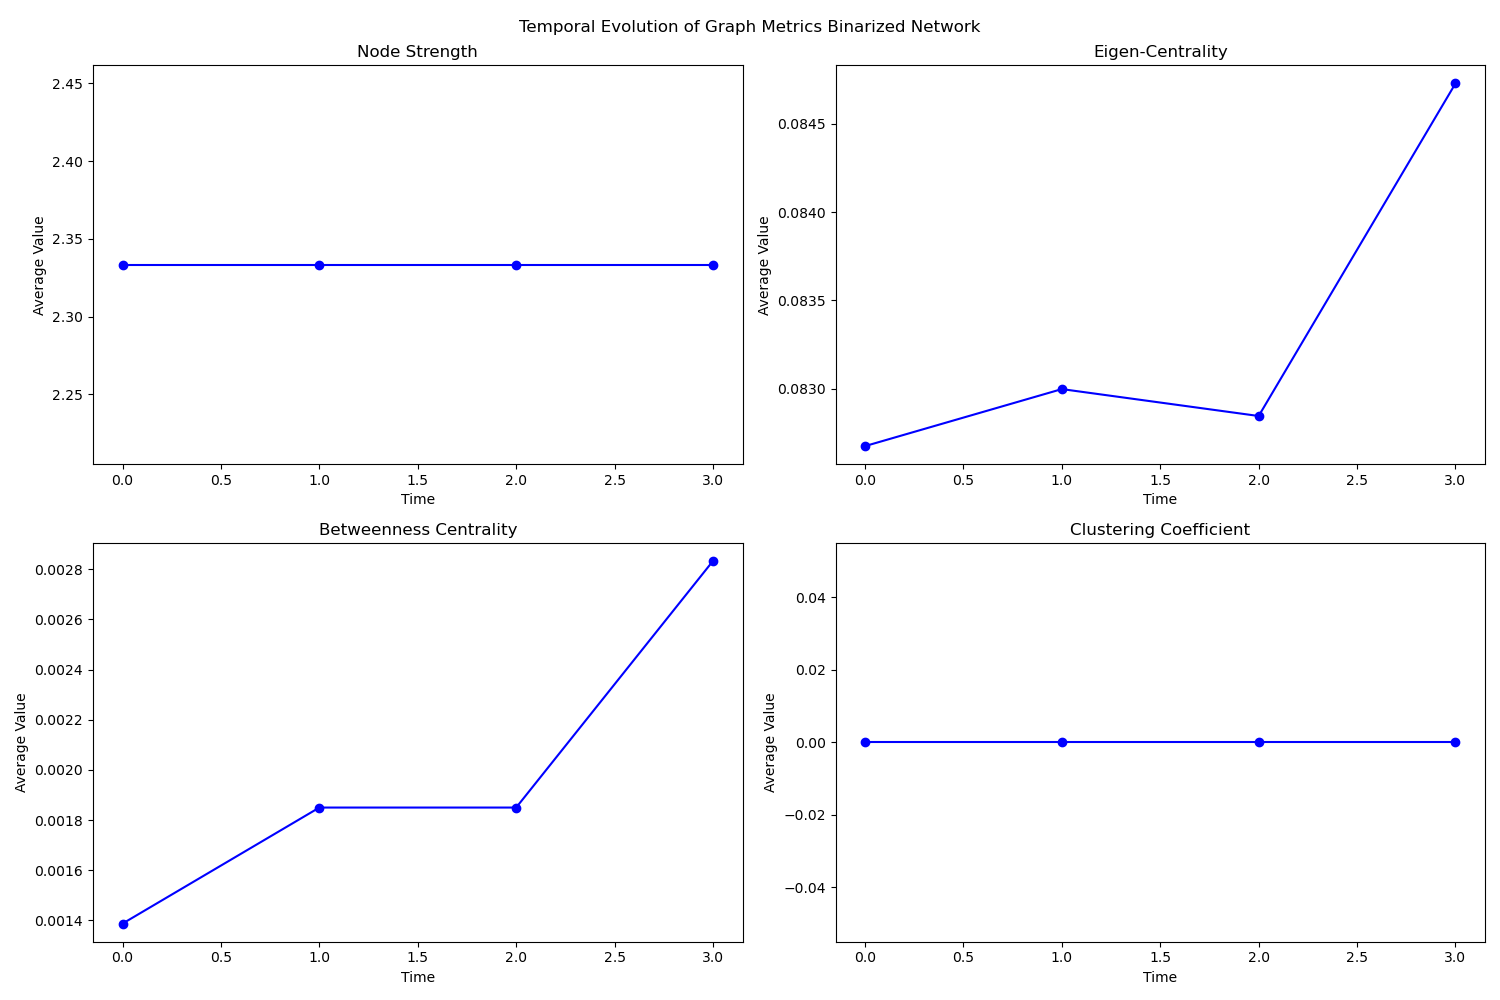 Temporal Evolution of Graph Metrics Binarized Network
Node Strength
2.45
2.40
2.35
2.30
2.25
Average Value
0.0 0.5 1.0 1.5 2.0 2.5 3.0
Time
Eigen-Centrality
0.0845
0.0840
0.0835
0.0830
Average Value
0.0 0.5 1.0 1.5 2.0 2.5 3.0
Time
Betweenness Centrality
0.0028
0.0026
0.0024
0.0022
0.0020
0.0018
0.0016
0.0014
Average Value
0.0 0.5 1.0 1.5 2.0 2.5 3.0
Time
Clustering Coefficient
0.04
0.02
0.00
−0.02
−0.04
Average Value
0.0 0.5 1.0 1.5 2.0 2.5 3.0
Time